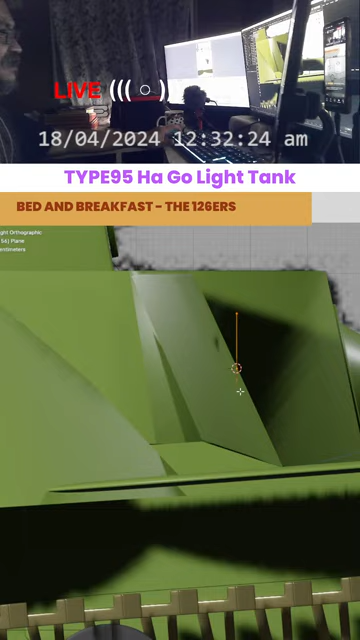 LIVE ((( ○ )
18/04/2024 12:32:24 am
TYPE95 Ha Go Light Tank
BED AND BREAKFAST - THE 126ERS
ght Orthographic
54) Plane
entimeters